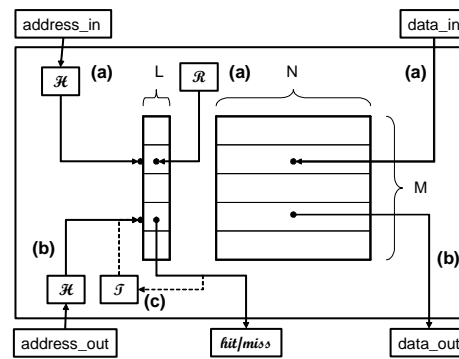 address_in
data_in
ℋ
(a)
L
ℛ
(a)
N
(a)
M
(b)
ℋ
𝒯
(c)
(b)
address_out
hit/miss
data_out